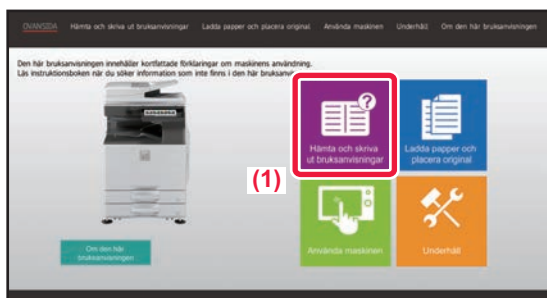 OVANSIDA Hämta och skriva ut bruksanvisningar Ladda papper och placera original Använda maskinen Underhåll Om den här bruksanvisningen
Den här bruksanvisningen innehåller kortfattade förklaringar om maskinens användning.
Läs instruktionsboken när du söker information som inte finns i den här
Hämta och skriva
ut bruksanvisningar
Ladda papper och
placera original
(1)
Använda maskinen
Underhåll
Om den här
bruksanvisningen